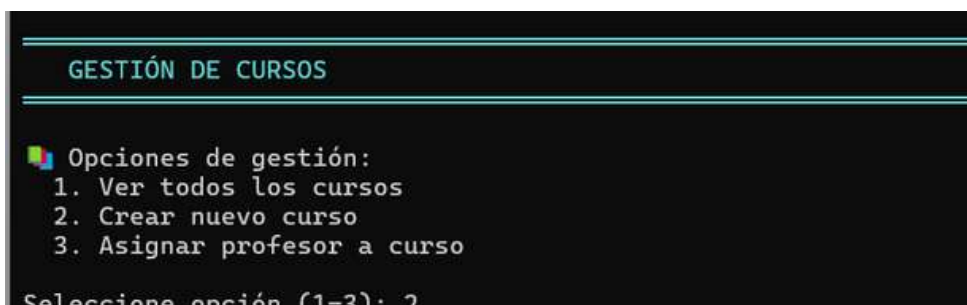 GESTIÓN DE CURSOS
Opciones de gestión:
1. Ver todos los cursos
2. Crear nuevo curso
3. Asignar profesor a curso
Seleccione opción (1-3): 2